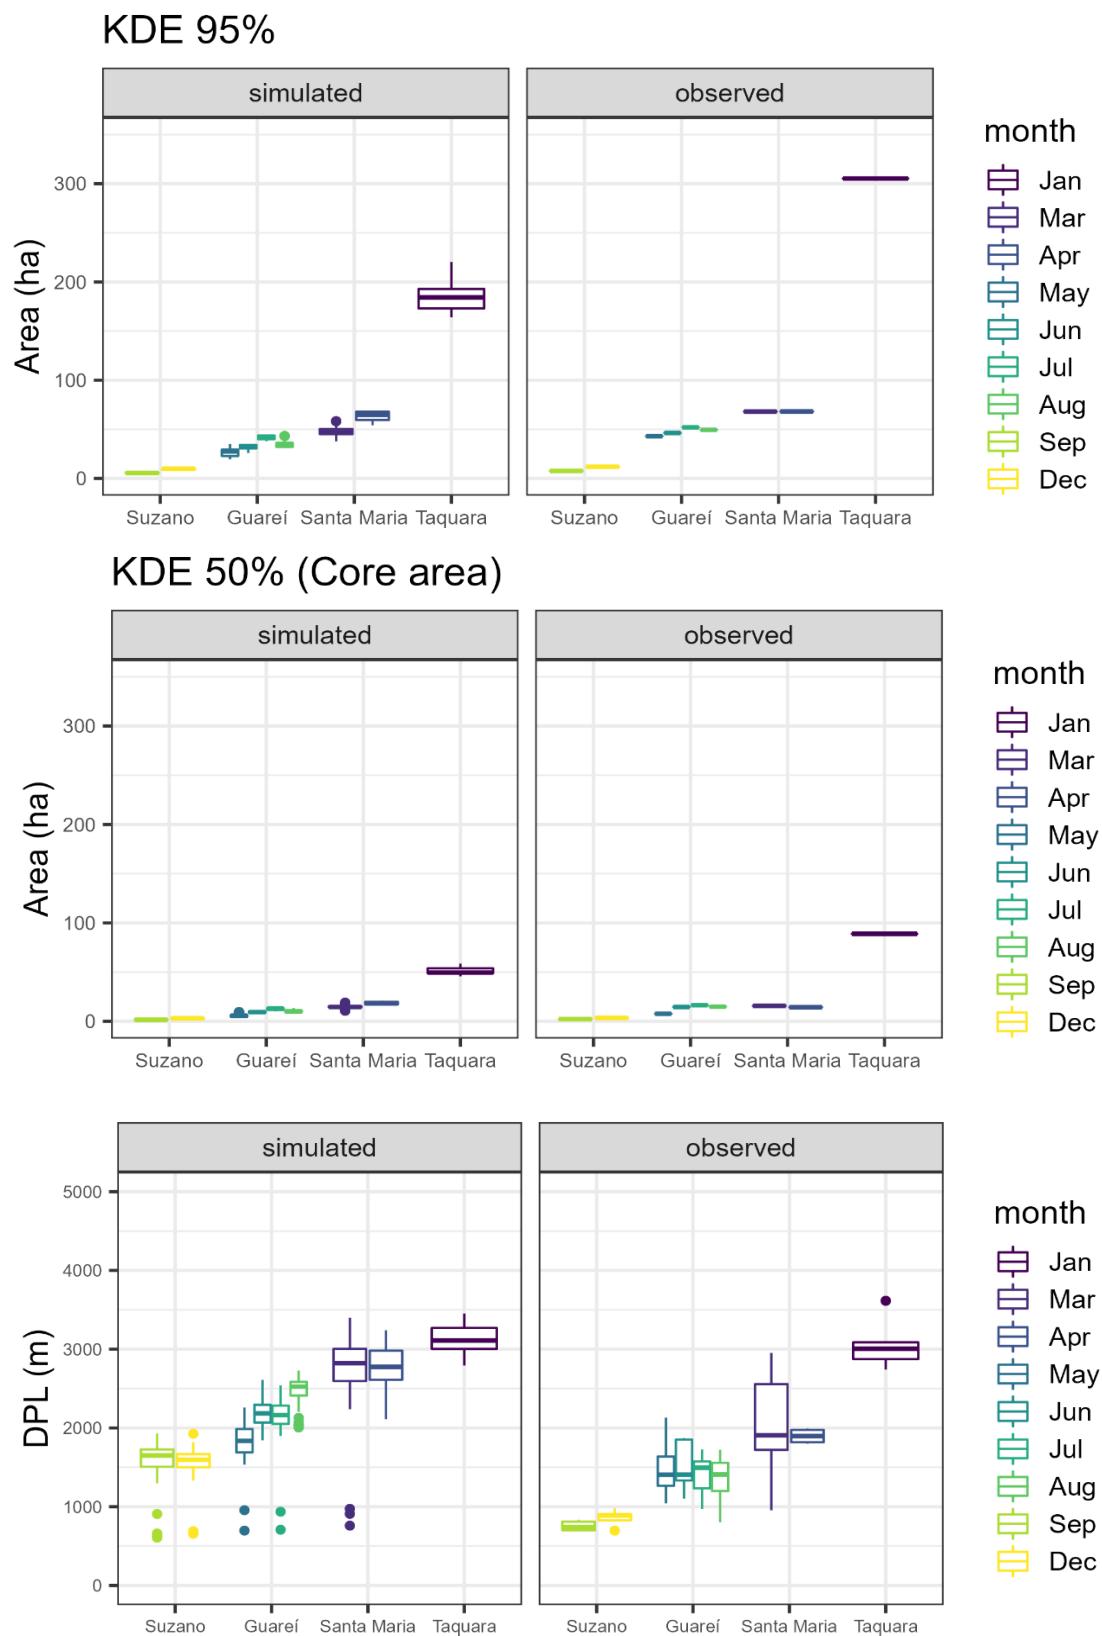 KDE 95%
simulated
observed
Area (ha)
300
200
100
0
Suzano
Guareí
Santa Maria
Taquara
Suzano
Guareí
Santa Maria
Taquara
month
Jan
Mar
Apr
May
Jun
Jul
Aug
Sep
Dec
KDE 50% (Core area)
simulated
observed
Area (ha)
300
200
100
0
Suzano
Guareí
Santa Maria
Taquara
Suzano
Guareí
Santa Maria
Taquara
month
Jan
Mar
Apr
May
Jun
Jul
Aug
Sep
Dec
simulated
observed
DPL (m)
5000
4000
3000
2000
1000
0
Suzano
Guareí
Santa Maria
Taquara
Suzano
Guareí
Santa Maria
Taquara
month
Jan
Mar
Apr
May
Jun
Jul
Aug
Sep
Dec